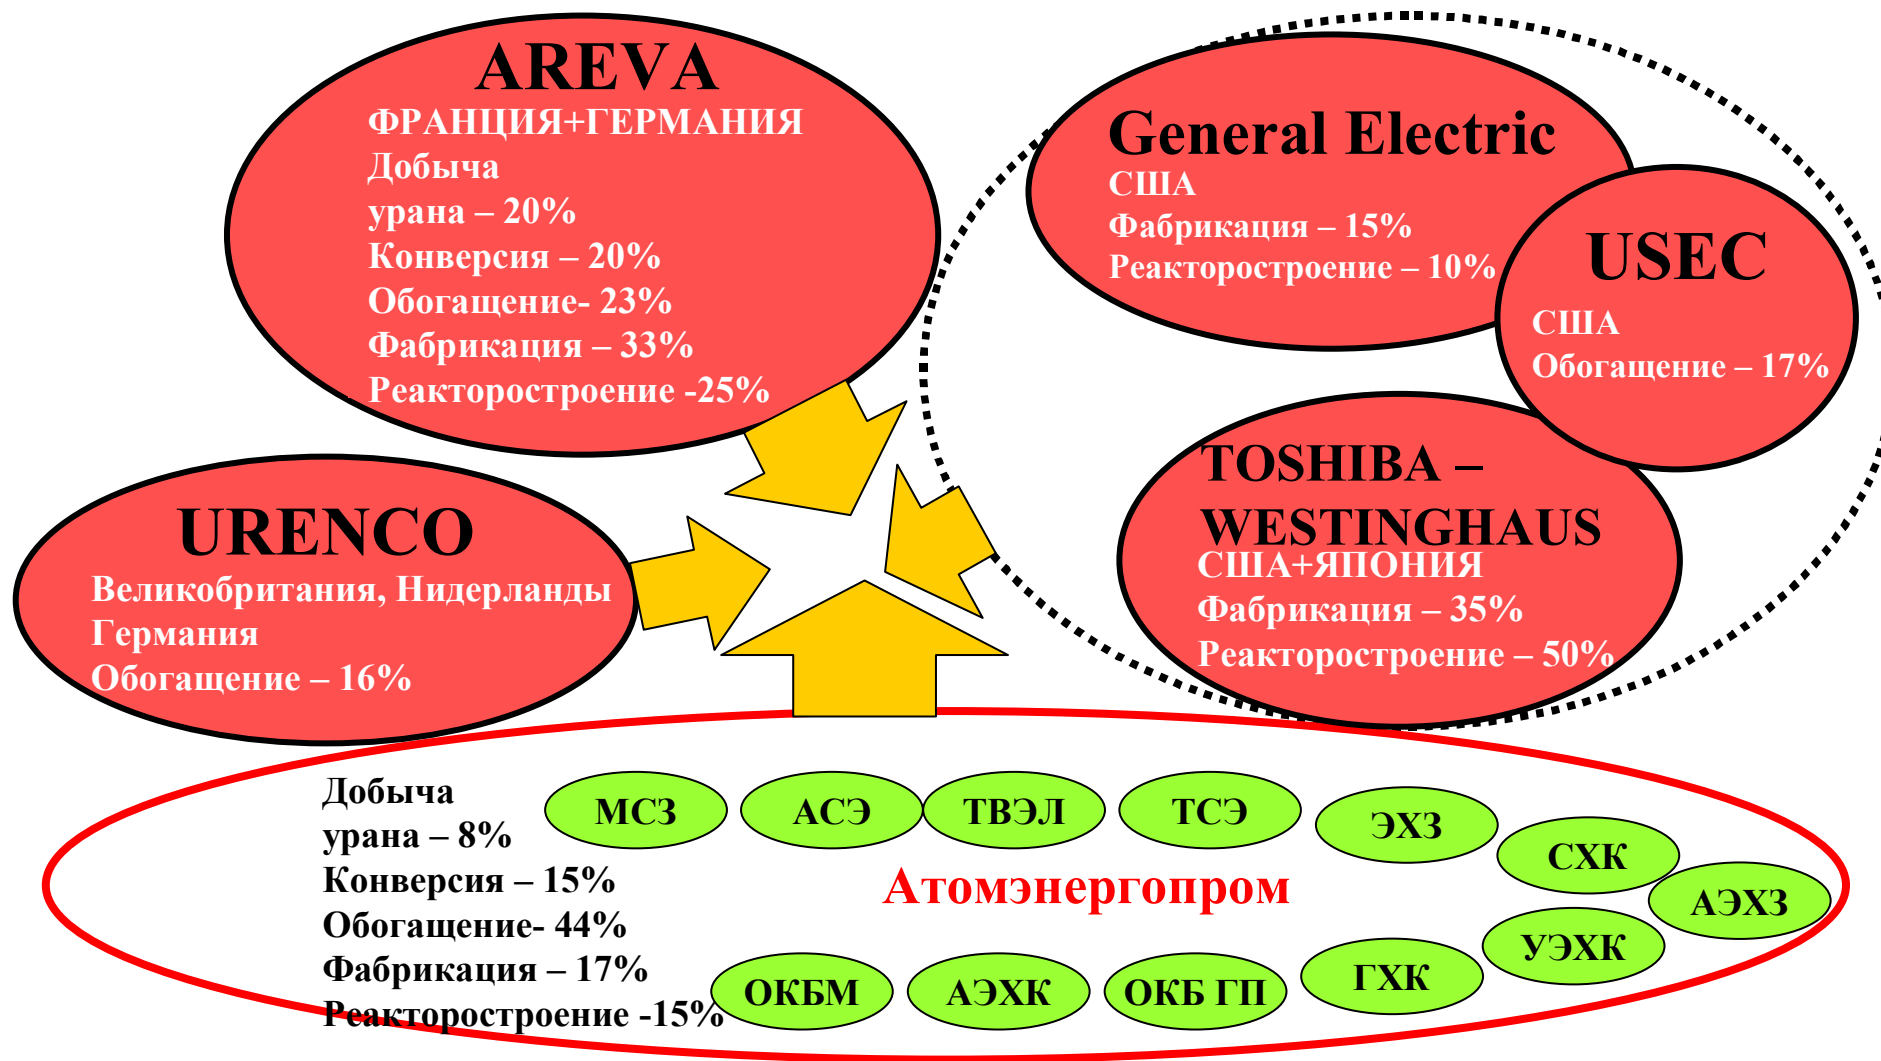 AREVA
ФРАНЦИЯ+ГЕРМАНИЯ
Добыча
урана – 20%
Конверсия – 20%
Обогащение- 23%
Фабрикация – 33%
Реакторостроение -25%
General Electric
США
Фабрикация – 15%
Реакторостроение – 10%
USEC
США
Обогащение – 17%
TOSHIBA –
WESTINGHAUS
США+ЯПОНИЯ
Фабрикация – 35%
Реакторостроение – 50%
URENCO
Великобритания, Нидерланды
Германия
Обогащение – 16%
Добыча
урана – 8%
Конверсия – 15%
Обогащение- 44%
Фабрикация – 17%
Реакторостроение -15%
МСЗ
АСЭ
ТВЭЛ
ТСЭ
ЭХЗ
СХК
АЭХЗ
Атомэнергопром
УЭХК
ГХК
ОКБ ГП
АЭХК
ОКБМ